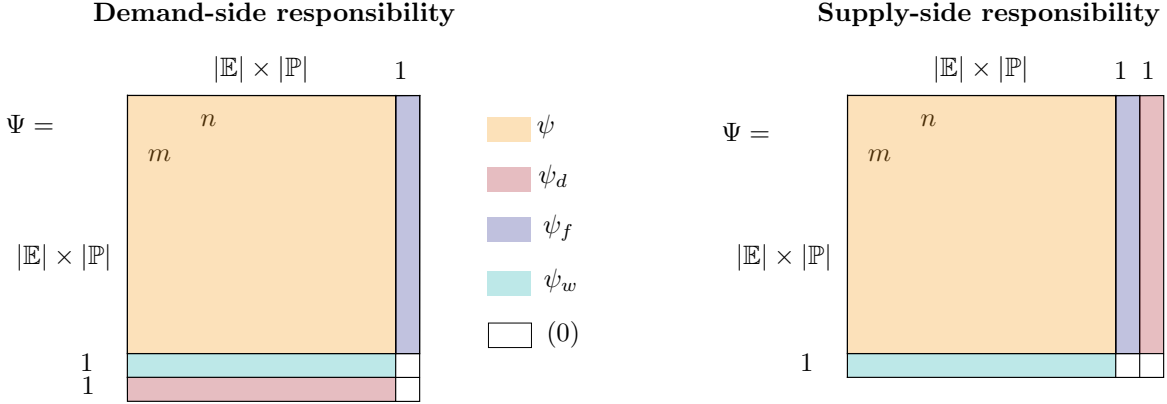 Demand-side responsibility
|𝔼| × |ℙ| 1
Ψ =
n
m
|𝔼| × |ℙ|
1
1
ψ
ψ_d
ψ_f
ψ_w
(0)
Supply-side responsibility
|𝔼| × |ℙ| 1 1
Ψ =
n
m
|𝔼| × |ℙ|
1